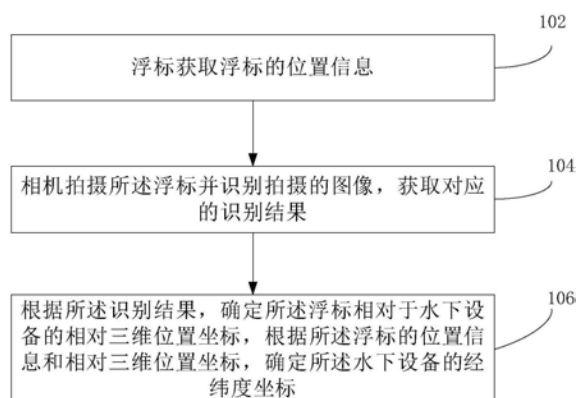 102
浮标获取浮标的位置信息
104
相机拍摄所述浮标并识别拍摄的图像，获取对应
的识别结果
106
根据所述识别结果，确定所述浮标相对于水下设
备的相对三维位置坐标，根据所述浮标的位置信
息和相对三维位置坐标，确定所述水下设备的经
纬度坐标